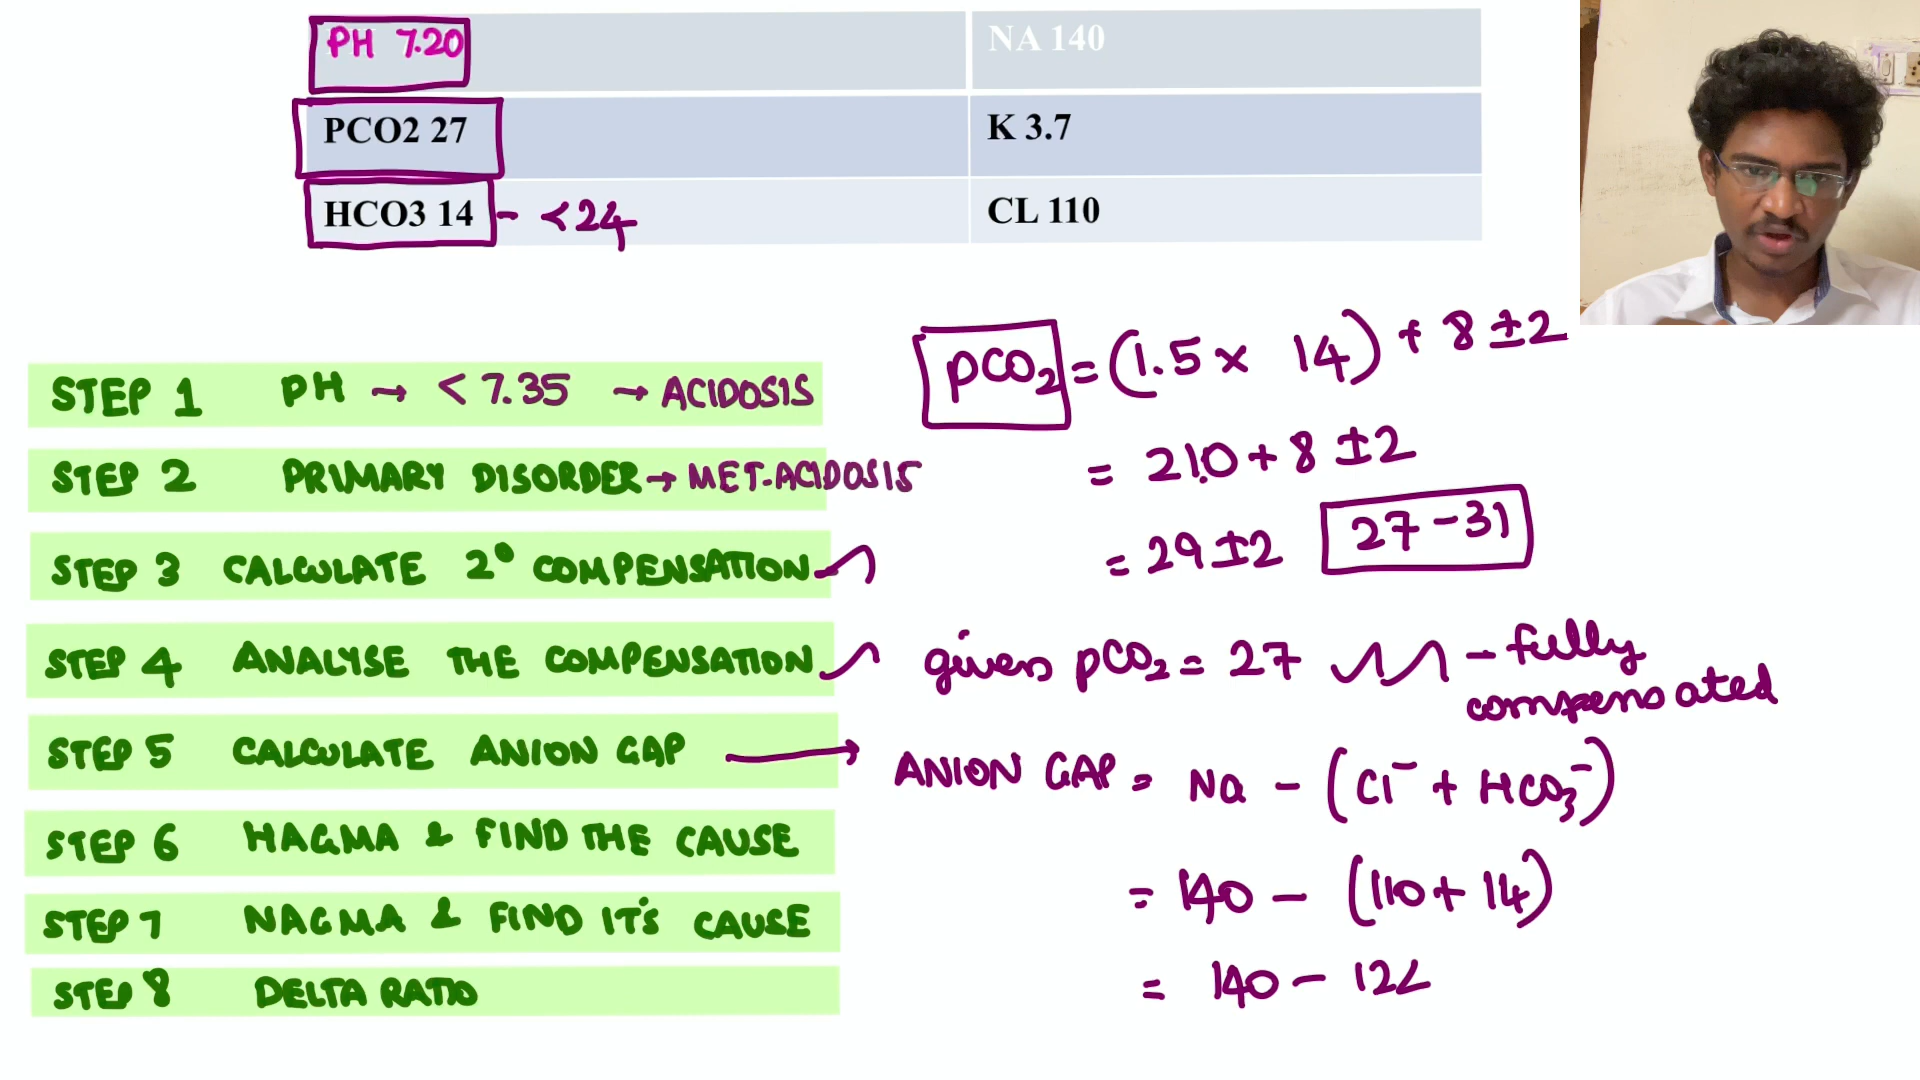 PH 7.20
NA 140
PCO2 27
K 3.7
HCO3 14 - <24
CL 110
STEP 1 PH → < 7.35 → ACIDOSIS
STEP 2 PRIMARY DISORDER → MET.ACIDOSIS
STEP 3 CALCULATE 2° COMPENSATION
STEP 4 ANALYSE THE COMPENSATION
STEP 5 CALCULATE ANION GAP →
STEP 6 HAGMA & FIND THE CAUSE
STEP 7 NAGMA & FIND IT'S CAUSE
STEP 8 DELTA RATIO
pCO₂ = (1.5 x 14) + 8 ±2
= 21.0 + 8 ±2
= 29 ±2 27 - 31
given pCO₂ = 27 - fully
compensated
ANION GAP = Na - (Cl⁻ + HCO₃⁻)
= 140 - (110 + 14)
= 140 - 12